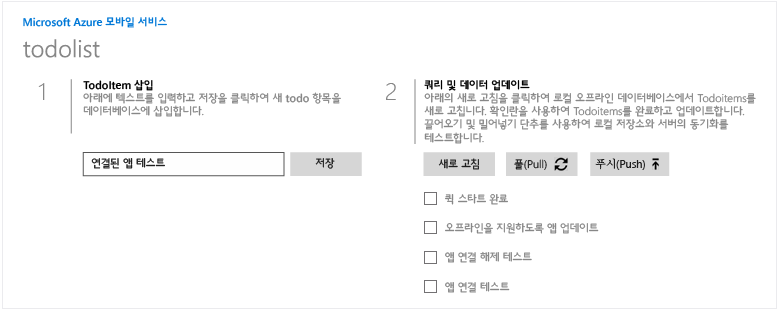 Microsoft Azure 모바일 서비스
todolist
1
TodoItem 삽입
아래에 텍스트를 입력하고 저장을 클릭하여 새 todo 항목을
데이터베이스에 삽입합니다.
연결된 앱 테스트
저장
2
쿼리 및 데이터 업데이트
아래의 새로 고침을 클릭하여 로컬 오프라인 데이터베이스에서 Todoitems를
새로 고칩니다. 확인란을 사용하여 Todoitems를 완료하고 업데이트합니다.
끌어오기 및 밀어넣기 단추를 사용하여 로컬 저장소와 서버의 동기화를
테스트합니다.
새로 고침
풀(Pull)
푸시(Push)
퀵 스타트 완료
오프라인을 지원하도록 앱 업데이트
앱 연결 해제 테스트
앱 연결 테스트